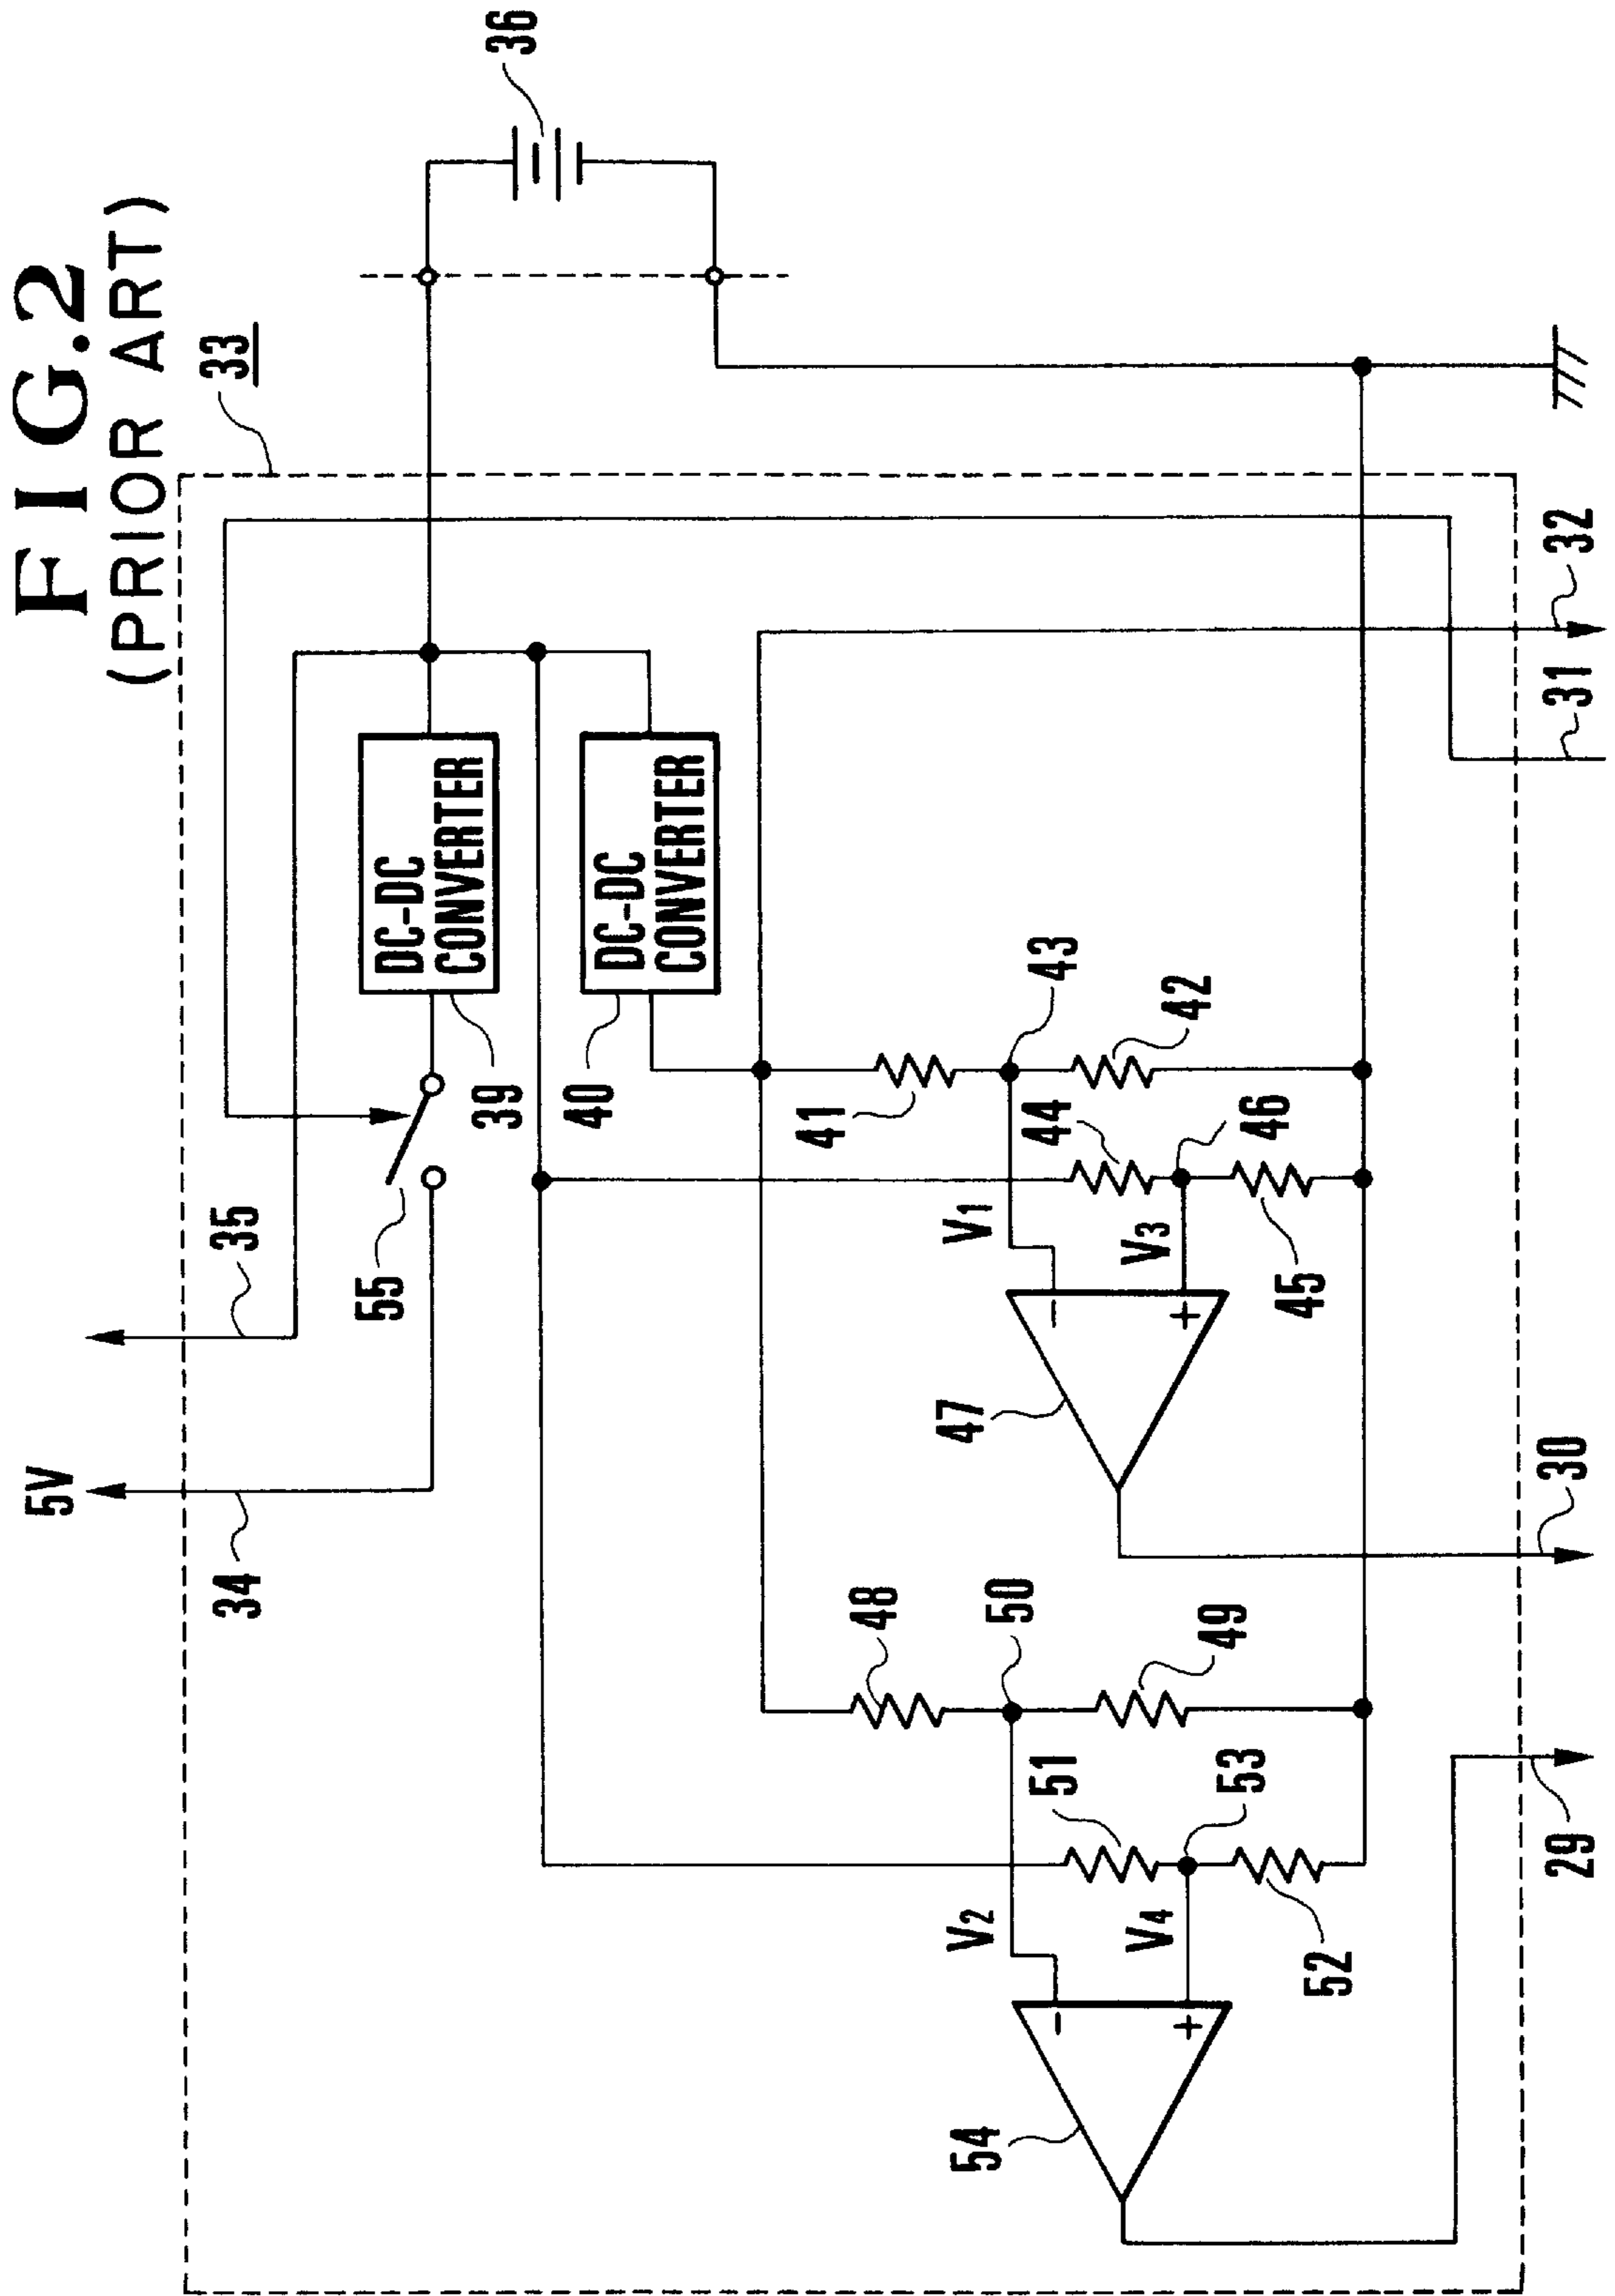 FIG.2
(PRIOR ART)
33
36
5V
34
35
55
39
DC-DC
CONVERTER
40
DC-DC
CONVERTER
41
43
42
44
46
45
V1
V3
47
48
50
49
51
53
52
V2
V4
54
-
+
-
+
29
30
31
32